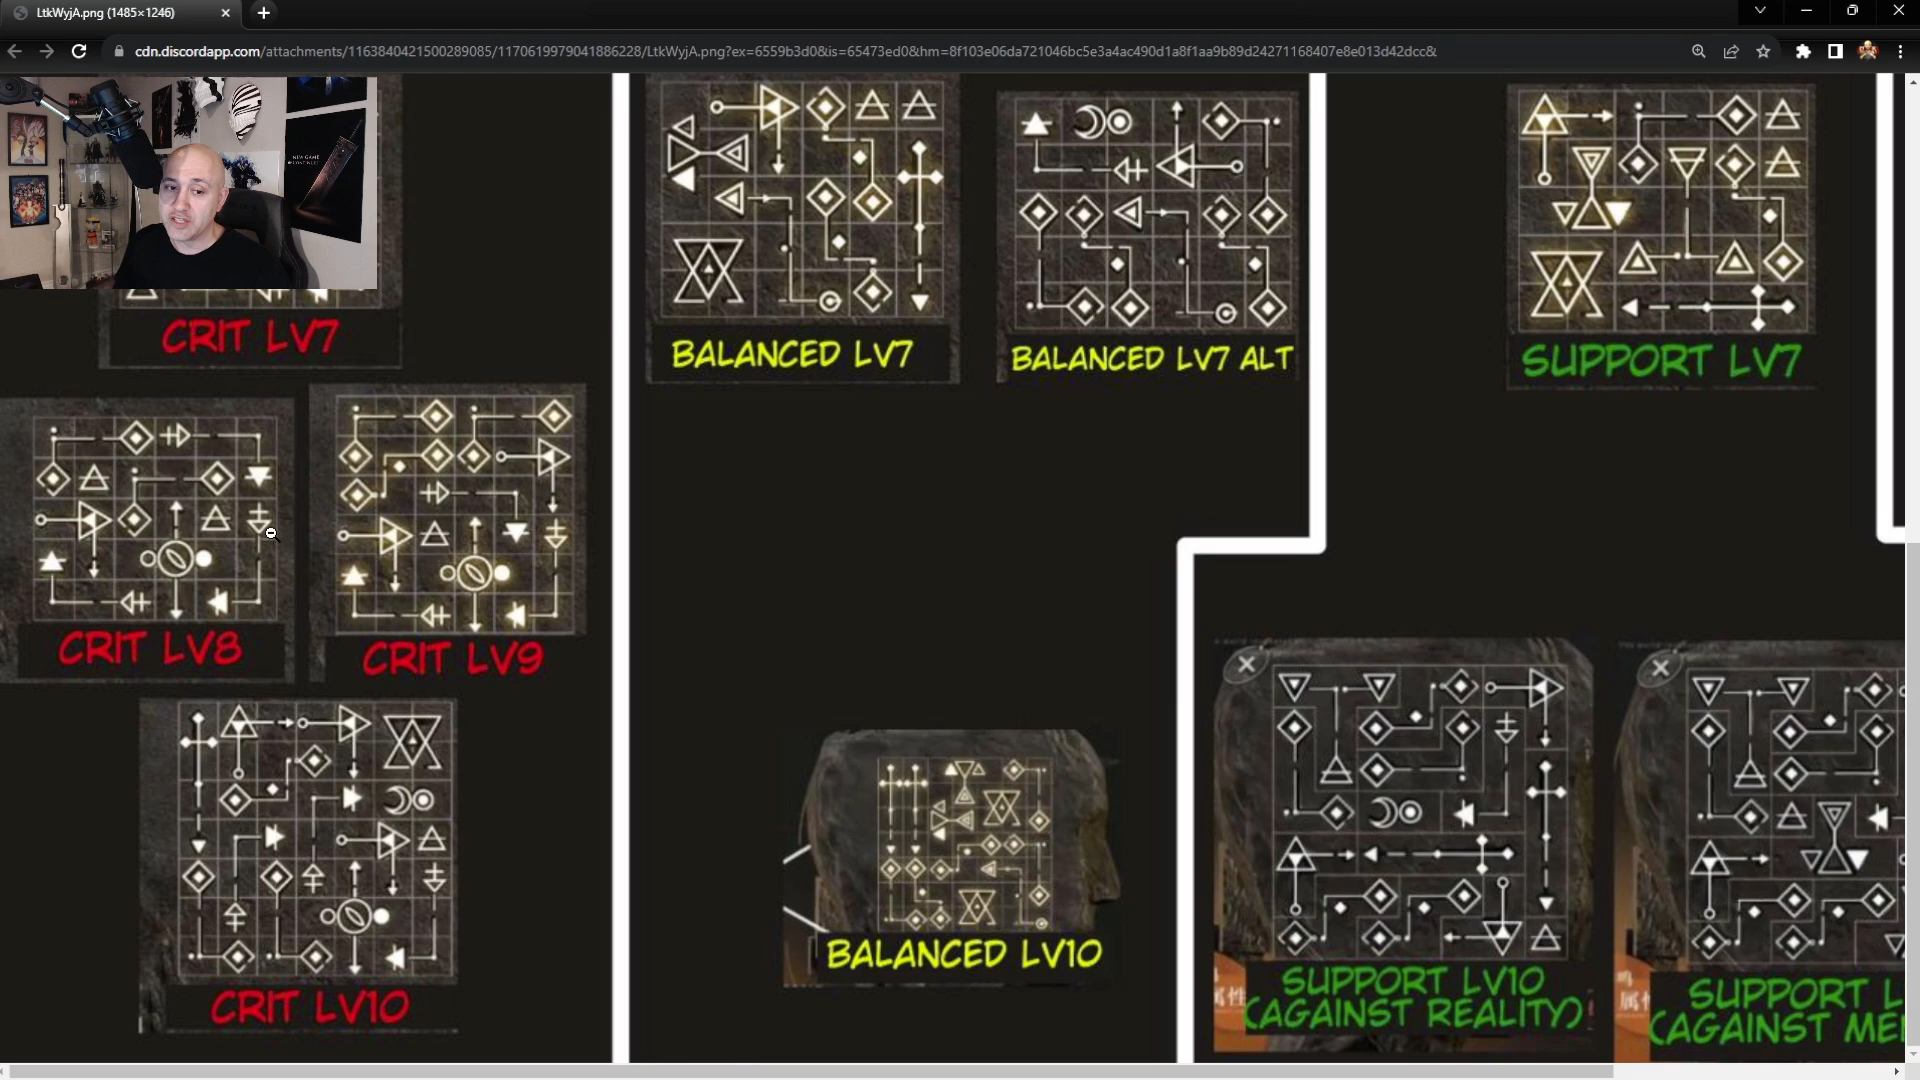 LtkWyjA.png (1485×1246)
cdn.discordapp.com/attachments/1163840421500289085/1170619979041886228/LtkWyjA.png?ex=6559b3d0&is=65473ed0&hm=8f103e06da721046bc5e3a4ac490d1a8f1aa9b89d24271168407e8e013d42dcc&
NEW GAME
CRIT LV7
BALANCED LV7
BALANCED LV7 ALT
SUPPORT LV7
CRIT LV8
CRIT LV9
CRIT LV10
BALANCED LV10
SUPPORT LV10
(AGAINST REALITY)
SUPPORT L
(AGAINST ME